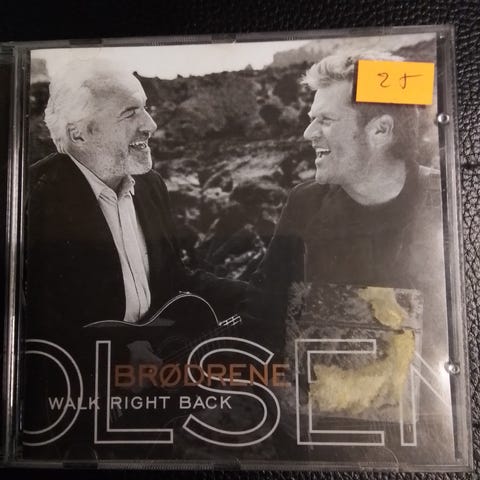 25
BRØDRENE
OLSEN
WALK RIGHT BACK